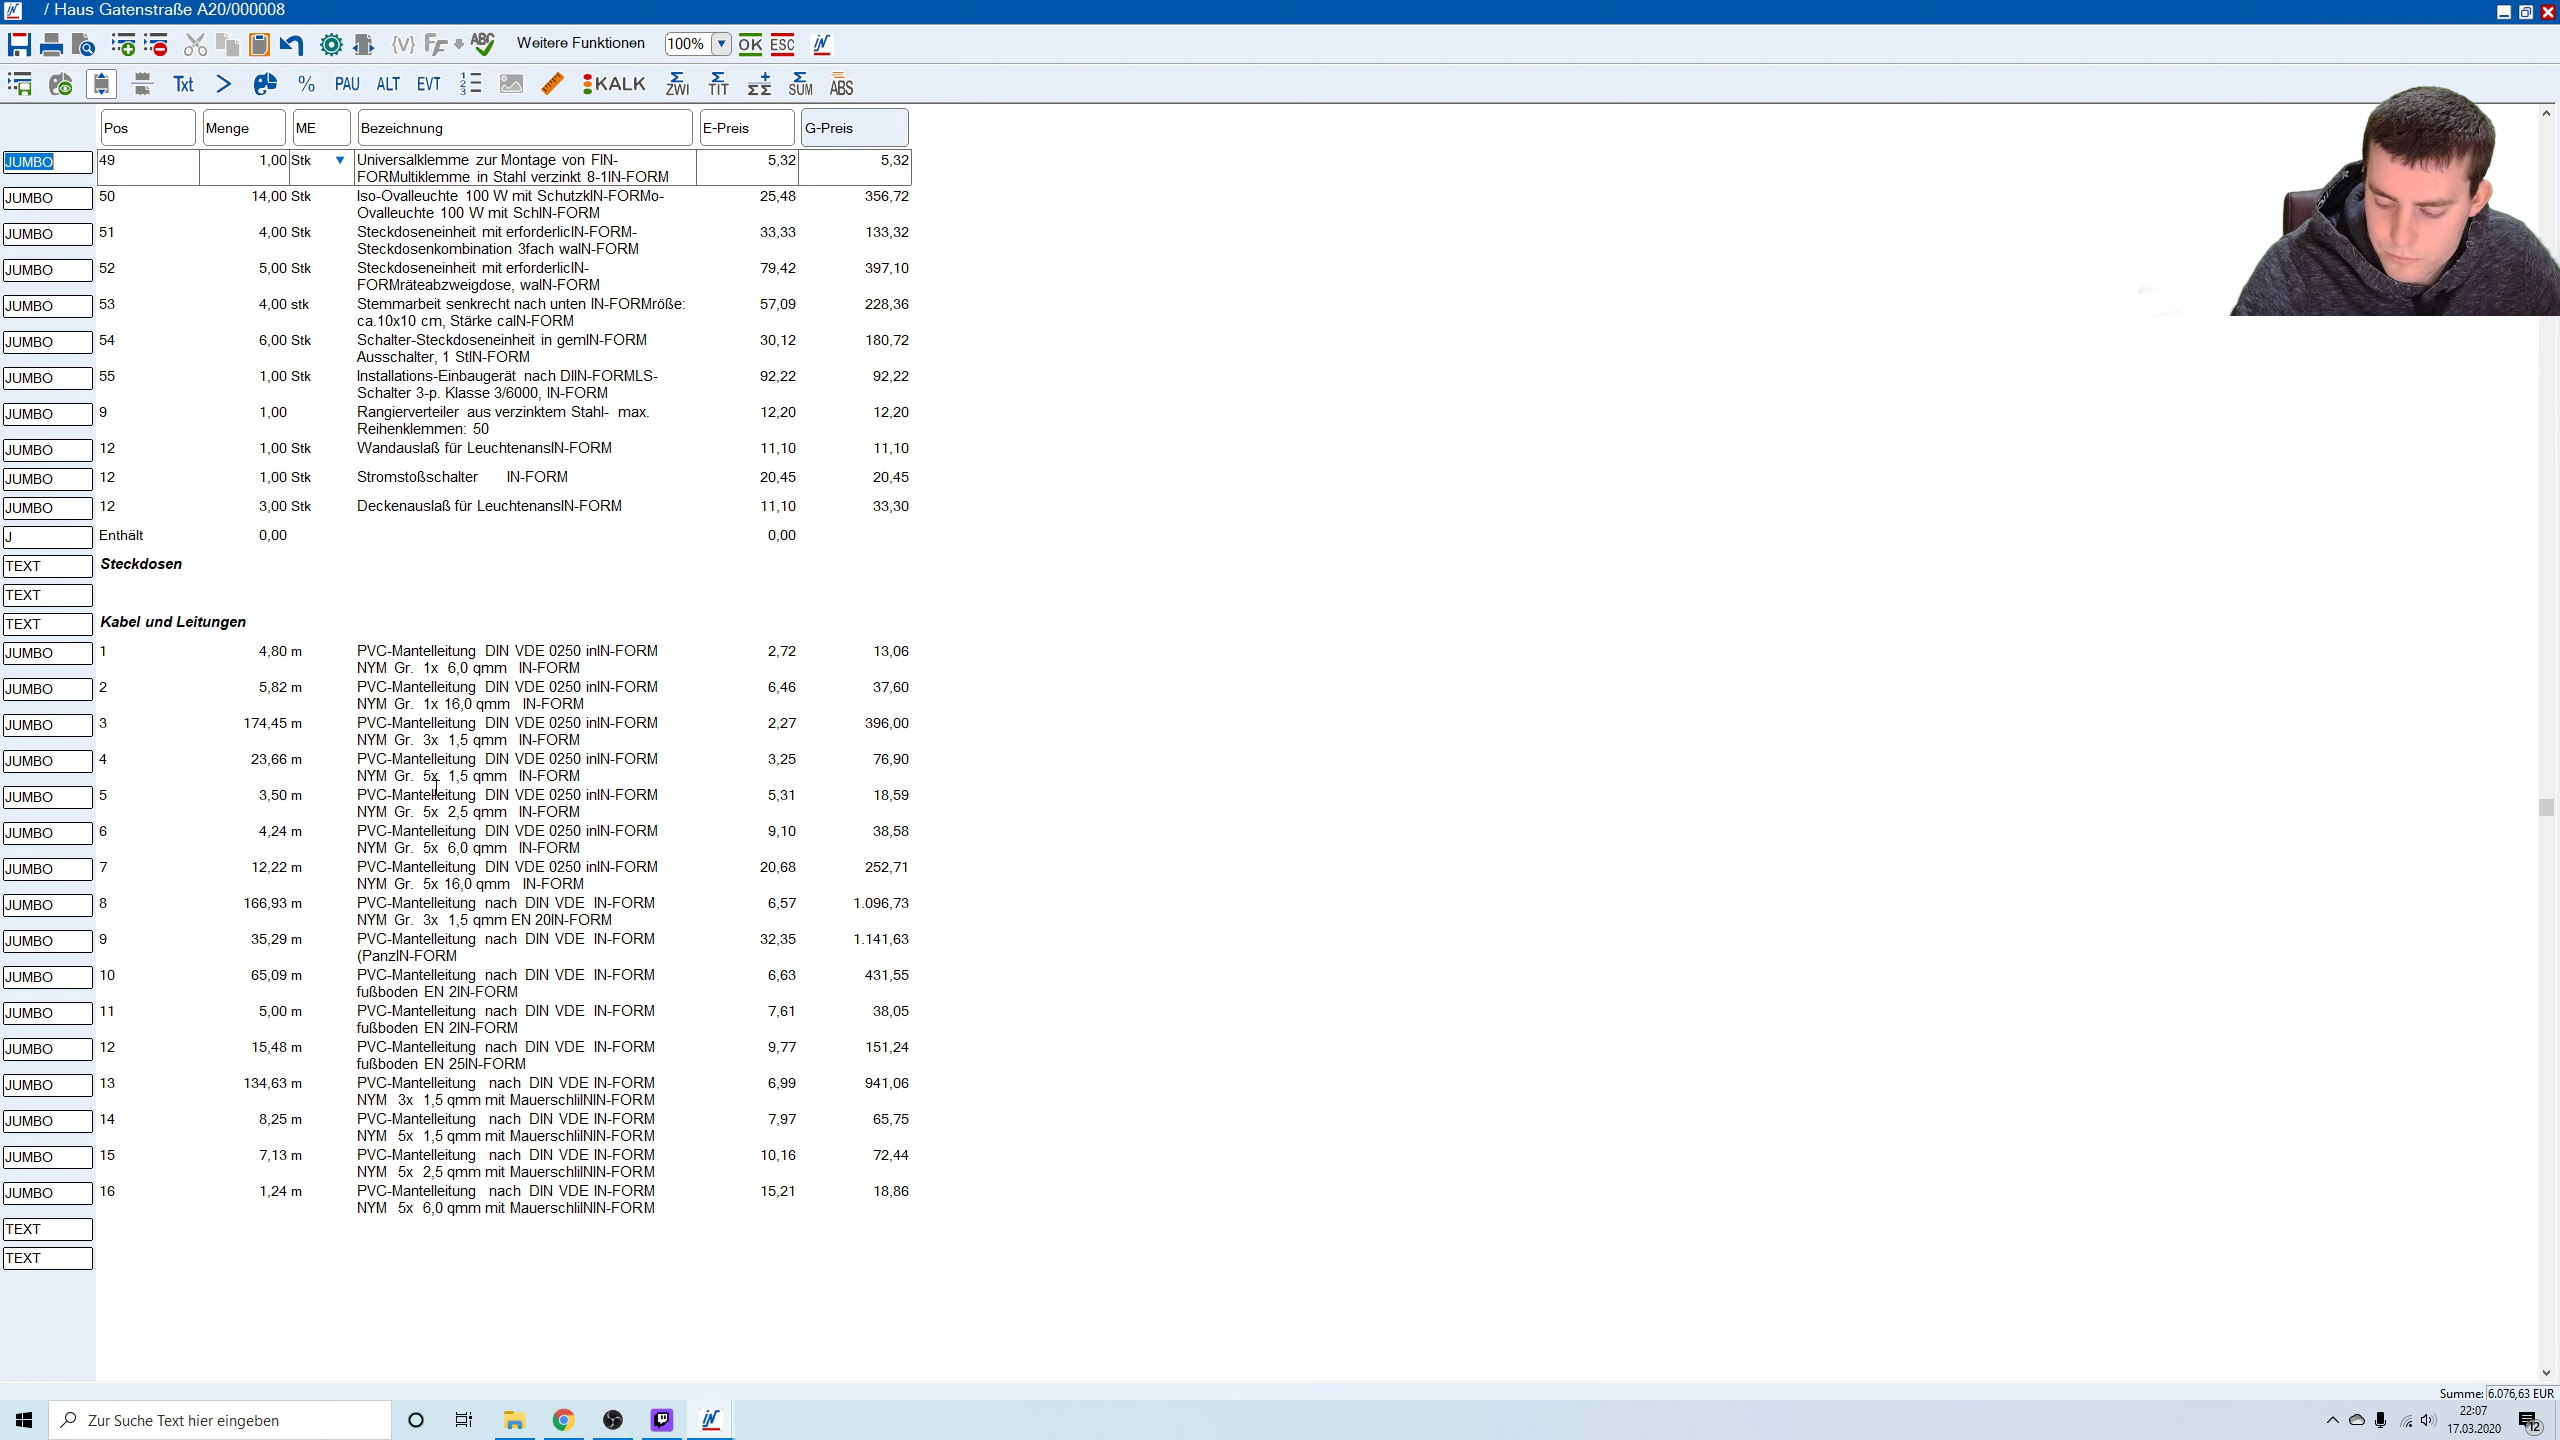 / Haus Gatenstraße A20/000008
{V} FF ABC Weitere Funktionen 100% OK ESC
Txt > % PAU ALT EVT 1 2 3 KALK Σ ZWI Σ TIT + ΣΣ Σ SUM ABS
Pos Menge ME Bezeichnung E-Preis G-Preis
JUMBO 49 1,00 Stk Universalklemme zur Montage von FIN- 5,32 5,32
FORMultiklemme in Stahl verzinkt 8-1IN-FORM
JUMBO 50 14,00 Stk Iso-Ovalleuchte 100 W mit SchutzkIN-FORMo- 25,48 356,72
Ovalleuchte 100 W mit SchIN-FORM
JUMBO 51 4,00 Stk Steckdoseneinheit mit erforderlicIN-FORM- 33,33 133,32
Steckdosenkombination 3fach waIN-FORM
JUMBO 52 5,00 Stk Steckdoseneinheit mit erforderlicIN- 79,42 397,10
FORMräteabzweigdose, waIN-FORM
JUMBO 53 4,00 stk Stemmarbeit senkrecht nach unten IN-FORMröße: 57,09 228,36
ca.10x10 cm, Stärke caIN-FORM
JUMBO 54 6,00 Stk Schalter-Steckdoseneinheit in gemIN-FORM 30,12 180,72
Ausschalter, 1 StIN-FORM
JUMBO 55 1,00 Stk Installations-Einbaugerät nach DIIN-FORMLS- 92,22 92,22
Schalter 3-p. Klasse 3/6000, IN-FORM
JUMBO 9 1,00 Rangierverteiler aus verzinktem Stahl- max. 12,20 12,20
Reihenklemmen: 50
JUMBO 12 1,00 Stk Wandauslaß für LeuchtenansIN-FORM 11,10 11,10
JUMBO 12 1,00 Stk Stromstoßschalter IN-FORM 20,45 20,45
JUMBO 12 3,00 Stk Deckenauslaß für LeuchtenansIN-FORM 11,10 33,30
J Enthält 0,00 0,00
TEXT Steckdosen
TEXT
TEXT Kabel und Leitungen
JUMBO 1 4,80 m PVC-Mantelleitung DIN VDE 0250 inIN-FORM 2,72 13,06
NYM Gr. 1x 6,0 qmm IN-FORM
JUMBO 2 5,82 m PVC-Mantelleitung DIN VDE 0250 inIN-FORM 6,46 37,60
NYM Gr. 1x 16,0 qmm IN-FORM
JUMBO 3 174,45 m PVC-Mantelleitung DIN VDE 0250 inIN-FORM 2,27 396,00
NYM Gr. 3x 1,5 qmm IN-FORM
JUMBO 4 23,66 m PVC-Mantelleitung DIN VDE 0250 inIN-FORM 3,25 76,90
NYM Gr. 5x 1,5 qmm IN-FORM
JUMBO 5 3,50 m PVC-Mantelleitung DIN VDE 0250 inIN-FORM 5,31 18,59
NYM Gr. 5x 2,5 qmm IN-FORM
JUMBO 6 4,24 m PVC-Mantelleitung DIN VDE 0250 inIN-FORM 9,10 38,58
NYM Gr. 5x 6,0 qmm IN-FORM
JUMBO 7 12,22 m PVC-Mantelleitung DIN VDE 0250 inIN-FORM 20,68 252,71
NYM Gr. 5x 16,0 qmm IN-FORM
JUMBO 8 166,93 m PVC-Mantelleitung nach DIN VDE IN-FORM 6,57 1.096,73
NYM Gr. 3x 1,5 qmm EN 20IN-FORM
JUMBO 9 35,29 m PVC-Mantelleitung nach DIN VDE IN-FORM 32,35 1.141,63
(PanzIN-FORM
JUMBO 10 65,09 m PVC-Mantelleitung nach DIN VDE IN-FORM 6,63 431,55
fußboden EN 2IN-FORM
JUMBO 11 5,00 m PVC-Mantelleitung nach DIN VDE IN-FORM 7,61 38,05
fußboden EN 2IN-FORM
JUMBO 12 15,48 m PVC-Mantelleitung nach DIN VDE IN-FORM 9,77 151,24
fußboden EN 25IN-FORM
JUMBO 13 134,63 m PVC-Mantelleitung nach DIN VDE IN-FORM 6,99 941,06
NYM 3x 1,5 qmm mit MauerschliININ-FORM
JUMBO 14 8,25 m PVC-Mantelleitung nach DIN VDE IN-FORM 7,97 65,75
NYM 5x 1,5 qmm mit MauerschliININ-FORM
JUMBO 15 7,13 m PVC-Mantelleitung nach DIN VDE IN-FORM 10,16 72,44
NYM 5x 2,5 qmm mit MauerschliININ-FORM
JUMBO 16 1,24 m PVC-Mantelleitung nach DIN VDE IN-FORM 15,21 18,86
NYM 5x 6,0 qmm mit MauerschliININ-FORM
TEXT
TEXT
Summe: 6.076,63 EUR
Zur Suche Text hier eingeben
22:07
17.03.2020
12